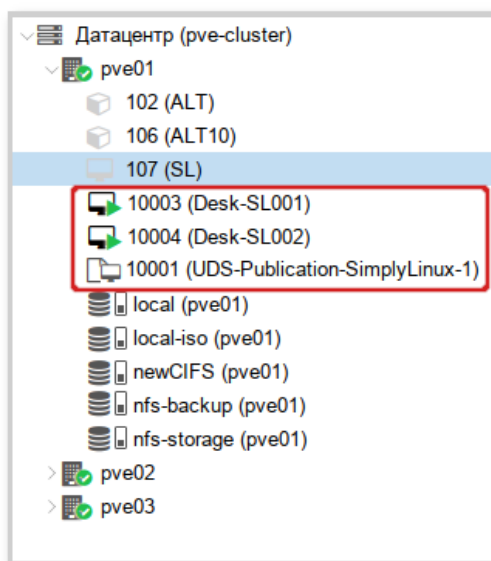 Датацентр (pve-cluster)
pve01
102 (ALT)
106 (ALT10)
107 (SL)
10003 (Desk-SL001)
10004 (Desk-SL002)
10001 (UDS-Publication-SimplyLinux-1)
local (pve01)
local-iso (pve01)
newCIFS (pve01)
nfs-backup (pve01)
nfs-storage (pve01)
pve02
pve03